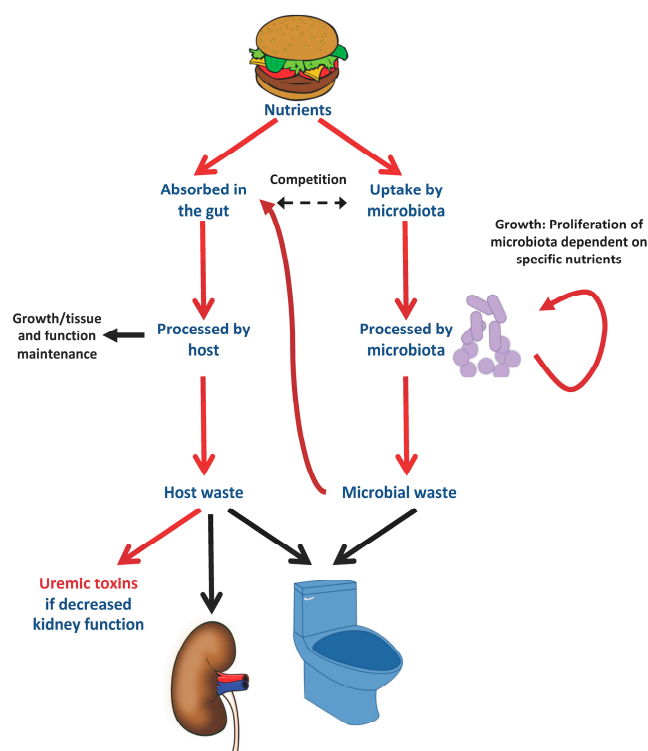 Nutrients
Absorbed in
the gut
Competition
Uptake by
microbiota
Growth: Proliferation of
microbiota dependent on
specific nutrients
Growth/tissue
and function
maintenance
Processed by
host
Processed by
microbiota
Host waste
Microbial waste
Uremic toxins
if decreased
kidney function